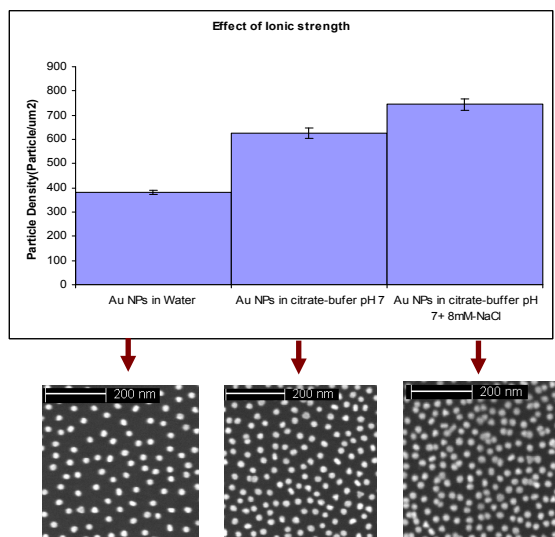 Effect of Ionic strength
900
800
700
600
500
400
300
200
100
0
Particle Density(Particle/um2)
Au NPs in Water
Au NPs in citrate-bufer pH 7
Au NPs in citrate-buffer pH
7+ 8mM-NaCl
200 nm
200 nm
200 nm